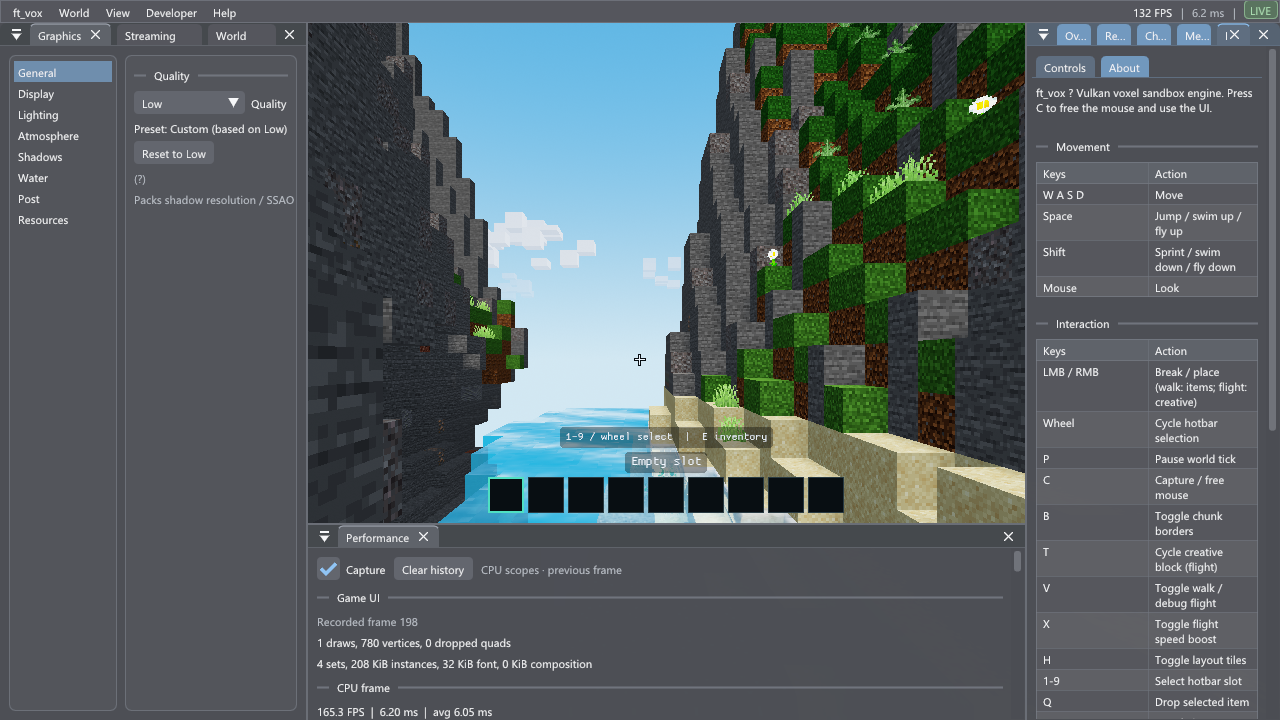 ft_vox World View Developer Help
132 FPS | 6.2 ms | LIVE
Graphics Streaming World
General
Display
Lighting
Atmosphere
Shadows
Water
Post
Resources
Quality
Low Quality
Preset: Custom (based on Low)
Reset to Low
(?)
Packs shadow resolution / SSAO
1-9 / wheel select | E inventory
Empty slot
Performance
Capture Clear history CPU scopes · previous frame
Game UI
Recorded frame 198
1 draws, 780 vertices, 0 dropped quads
4 sets, 208 KiB instances, 32 KiB font, 0 KiB composition
CPU frame
165.3 FPS | 6.20 ms | avg 6.05 ms
Ov... Re... Ch... Me...
Controls About
ft_vox ? Vulkan voxel sandbox engine. Press
C to free the mouse and use the UI.
Movement
Keys Action
W A S D Move
Space Jump / swim up /
fly up
Shift Sprint / swim
down / fly down
Mouse Look
Interaction
Keys Action
LMB / RMB Break / place
(walk: items; flight:
creative)
Wheel Cycle hotbar
selection
P Pause world tick
C Capture / free
mouse
B Toggle chunk
borders
T Cycle creative
block (flight)
V Toggle walk /
debug flight
X Toggle flight
speed boost
H Toggle layout tiles
1-9 Select hotbar slot
Q Drop selected item